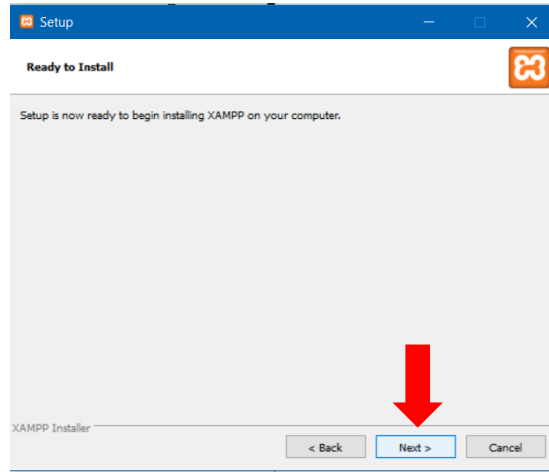 Setup
Ready to Install
Setup is now ready to begin installing XAMPP on your computer.
XAMPP Installer
< Back Next > Cancel